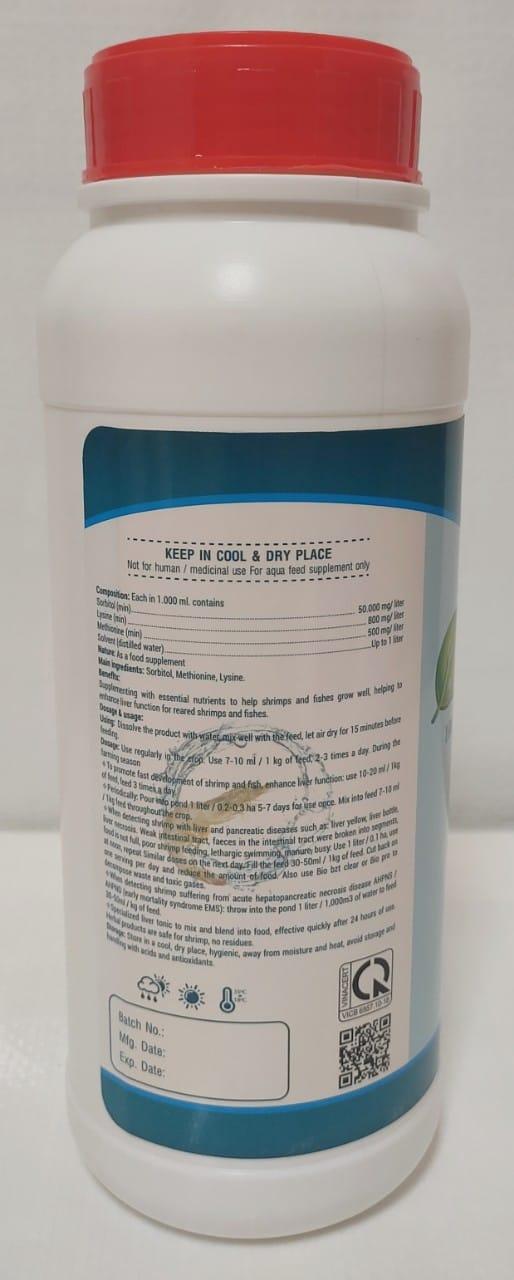 KEEP IN COOL & DRY PLACE
Not for human / medicinal use For aqua feed supplement only
Composition: Each in 1.000 ml. contains
Sorbitol (min) 50.000 mg/ liter
Lysine (min) 800 mg/ liter
Methionine (min) 500 mg/ liter
Solvent (distilled water) Up to 1 liter
Nature: As a food supplement
Main ingredients: Sorbitol, Methionine, Lysine.
Benefits:
Supplementing with essential nutrients to help shrimps and fishes grow well, helping to
enhance liver function for reared shrimps and fishes.
Dosage & usage:
Using: Dissolve the product with water, mix well with the feed, let air dry for 15 minutes before
feeding.
Dosage: Use regularly in the crop. Use 7-10 ml / 1 kg of feed, 2-3 times a day. During the
farming season
+ To promote fast development of shrimp and fish, enhance liver function: use 10-20 ml / 1kg
of feed, feed 3 times a day
+ Periodically: Pour into pond 1 liter / 0.2-0.3 ha 5-7 days for use once. Mix into feed 7-10 ml
/ 1kg feed throughout the crop.
+ When detecting shrimp with liver and pancreatic diseases such as: liver yellow, liver bottle,
liver necrosis. Weak intestinal tract, faeces in the intestinal tract were broken into segments,
food is not full, poor shrimp feeding, lethargic swimming, manure, busy: Use 1 liter / 0.1 ha, use
at noon, repeat Similar doses on the next day. Fill the feed 30-50ml / 1kg of feed. Cut back on
one serving per day and reduce the amount of food. Also use Bio bzt clear or Bio pro to
decompose waste and toxic gases.
+ When detecting shrimp suffering from acute hepatopancreatic necrosis disease AHPNS /
AHPND (early mortality syndrome EMS): throw into the pond 1 liter / 1,000m3 of water to feed
30-50ml / kg of feed.
+ Specialized liver tonic to mix and blend into food, effective quickly after 24 hours of use.
Herbal products are safe for shrimp, no residues.
Storage: Store in a cool, dry place, hygienic, away from moisture and heat, avoid storage and
handling with acids and antioxidants.
VINACERT
VICB 6957.10-18
Batch No.:
Mfg. Date:
Exp. Date: